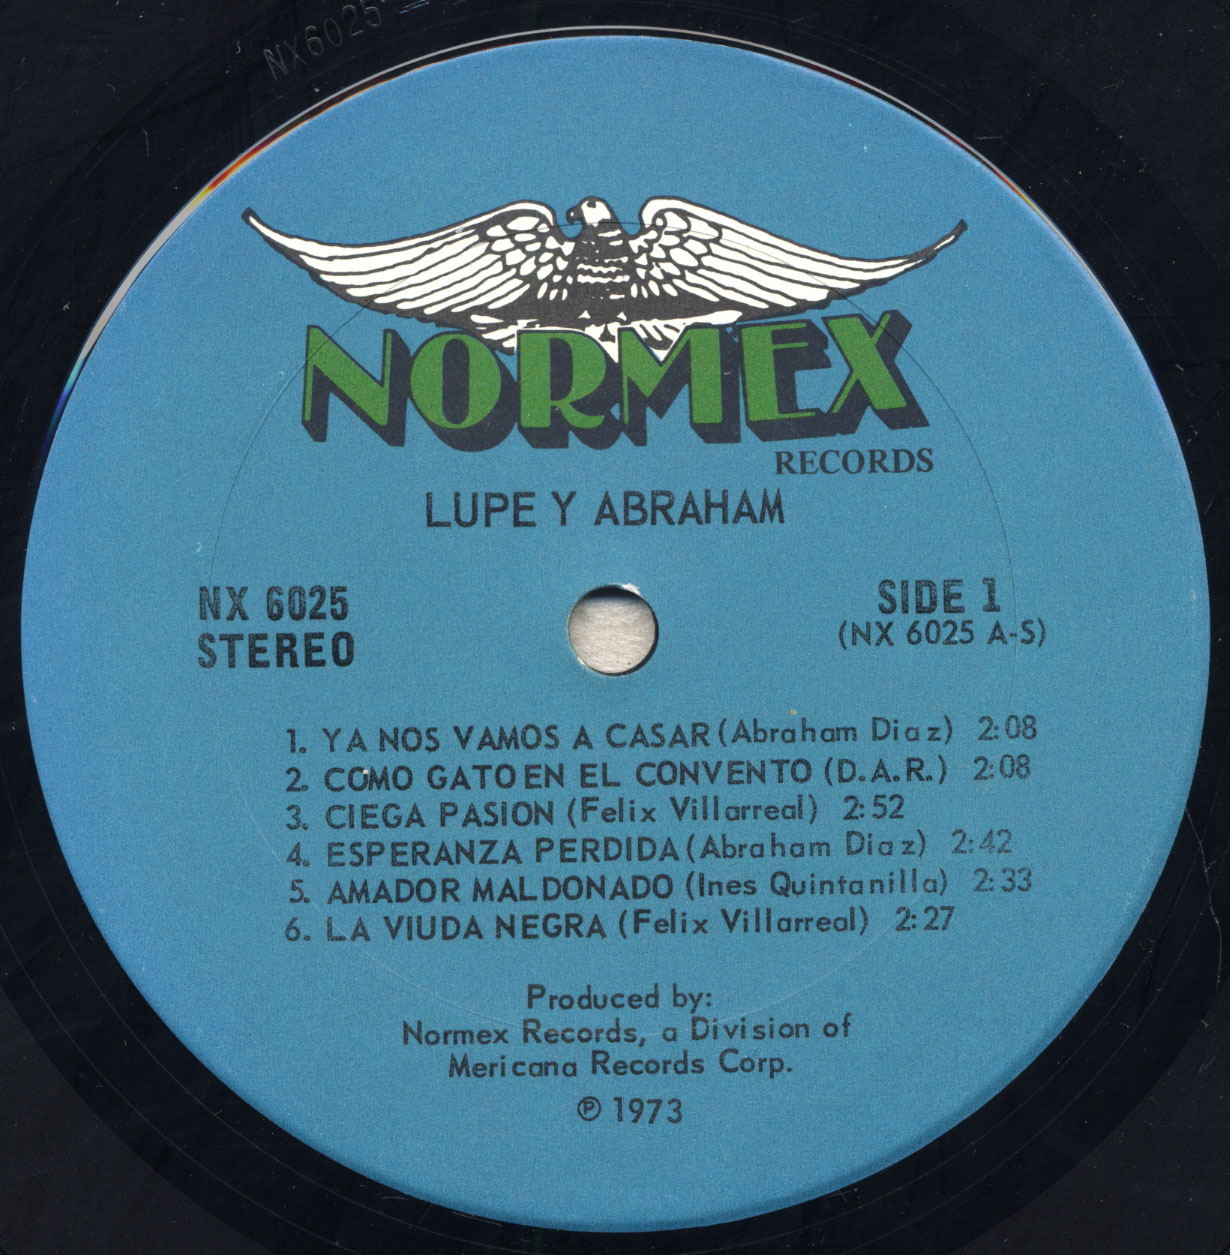 NX6025
NORMEX
RECORDS
LUPE Y ABRAHAM
NX 6025
STEREO
SIDE 1
(NX 6025 A-S)
1. YA NOS VAMOS A CASAR (Abraham Diaz) 2:08
2. COMO GATO EN EL CONVENTO (D.A.R.) 2:08
3. CIEGA PASION (Felix Villarreal) 2:52
4. ESPERANZA PERDIDA (Abraham Diaz) 2:42
5. AMADOR MALDONADO (Ines Quintanilla) 2:33
6. LA VIUDA NEGRA (Felix Villarreal) 2:27
Produced by:
Normex Records, a Division of
Mericana Records Corp.
℗ 1973